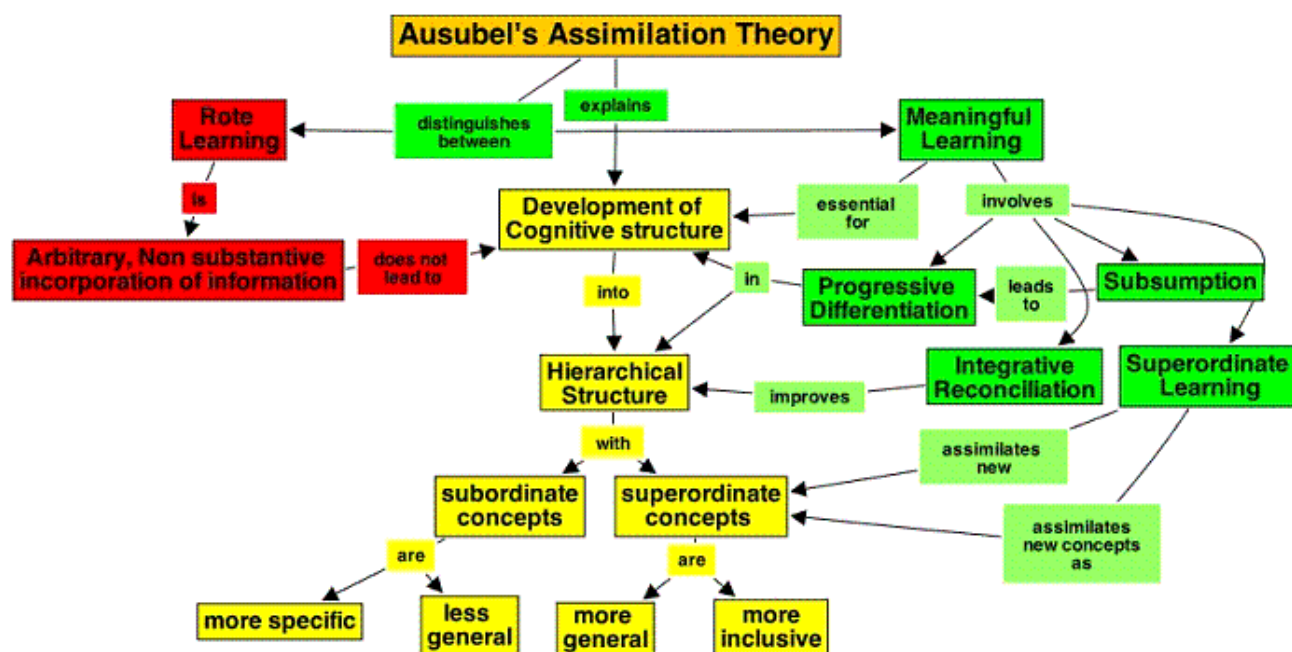 Ausubel's Assimilation Theory
Rote
Learning
distinguishes
between
explains
Meaningful
Learning
is
Development of
Cognitive structure
essential
for
involves
Arbitrary, Non substantive
incorporation of information
does not
lead to
into
in
Progressive
Differentiation
leads
to
Subsumption
Hierarchical
Structure
improves
Integrative
Reconciliation
Superordinate
Learning
with
assimilates
new
subordinate
concepts
superordinate
concepts
assimilates
new concepts
as
are
are
more specific
less
general
more
general
more
inclusive